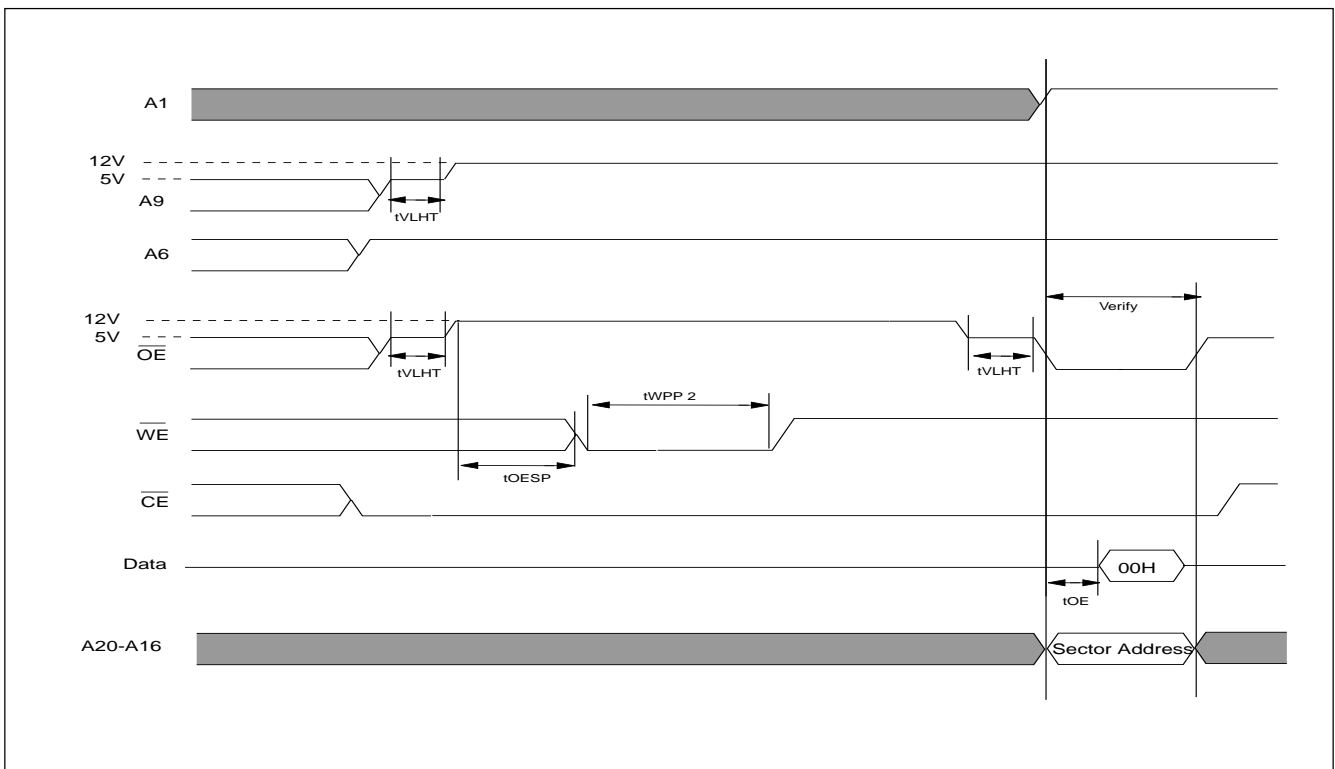 A1
12V
5V
A9
tVLHT
A6
12V
5V
OE
tVLHT
tVLHT
Verify
tWPP 2
WE
tOESP
CE
Data
00H
tOE
A20-A16
Sector Address